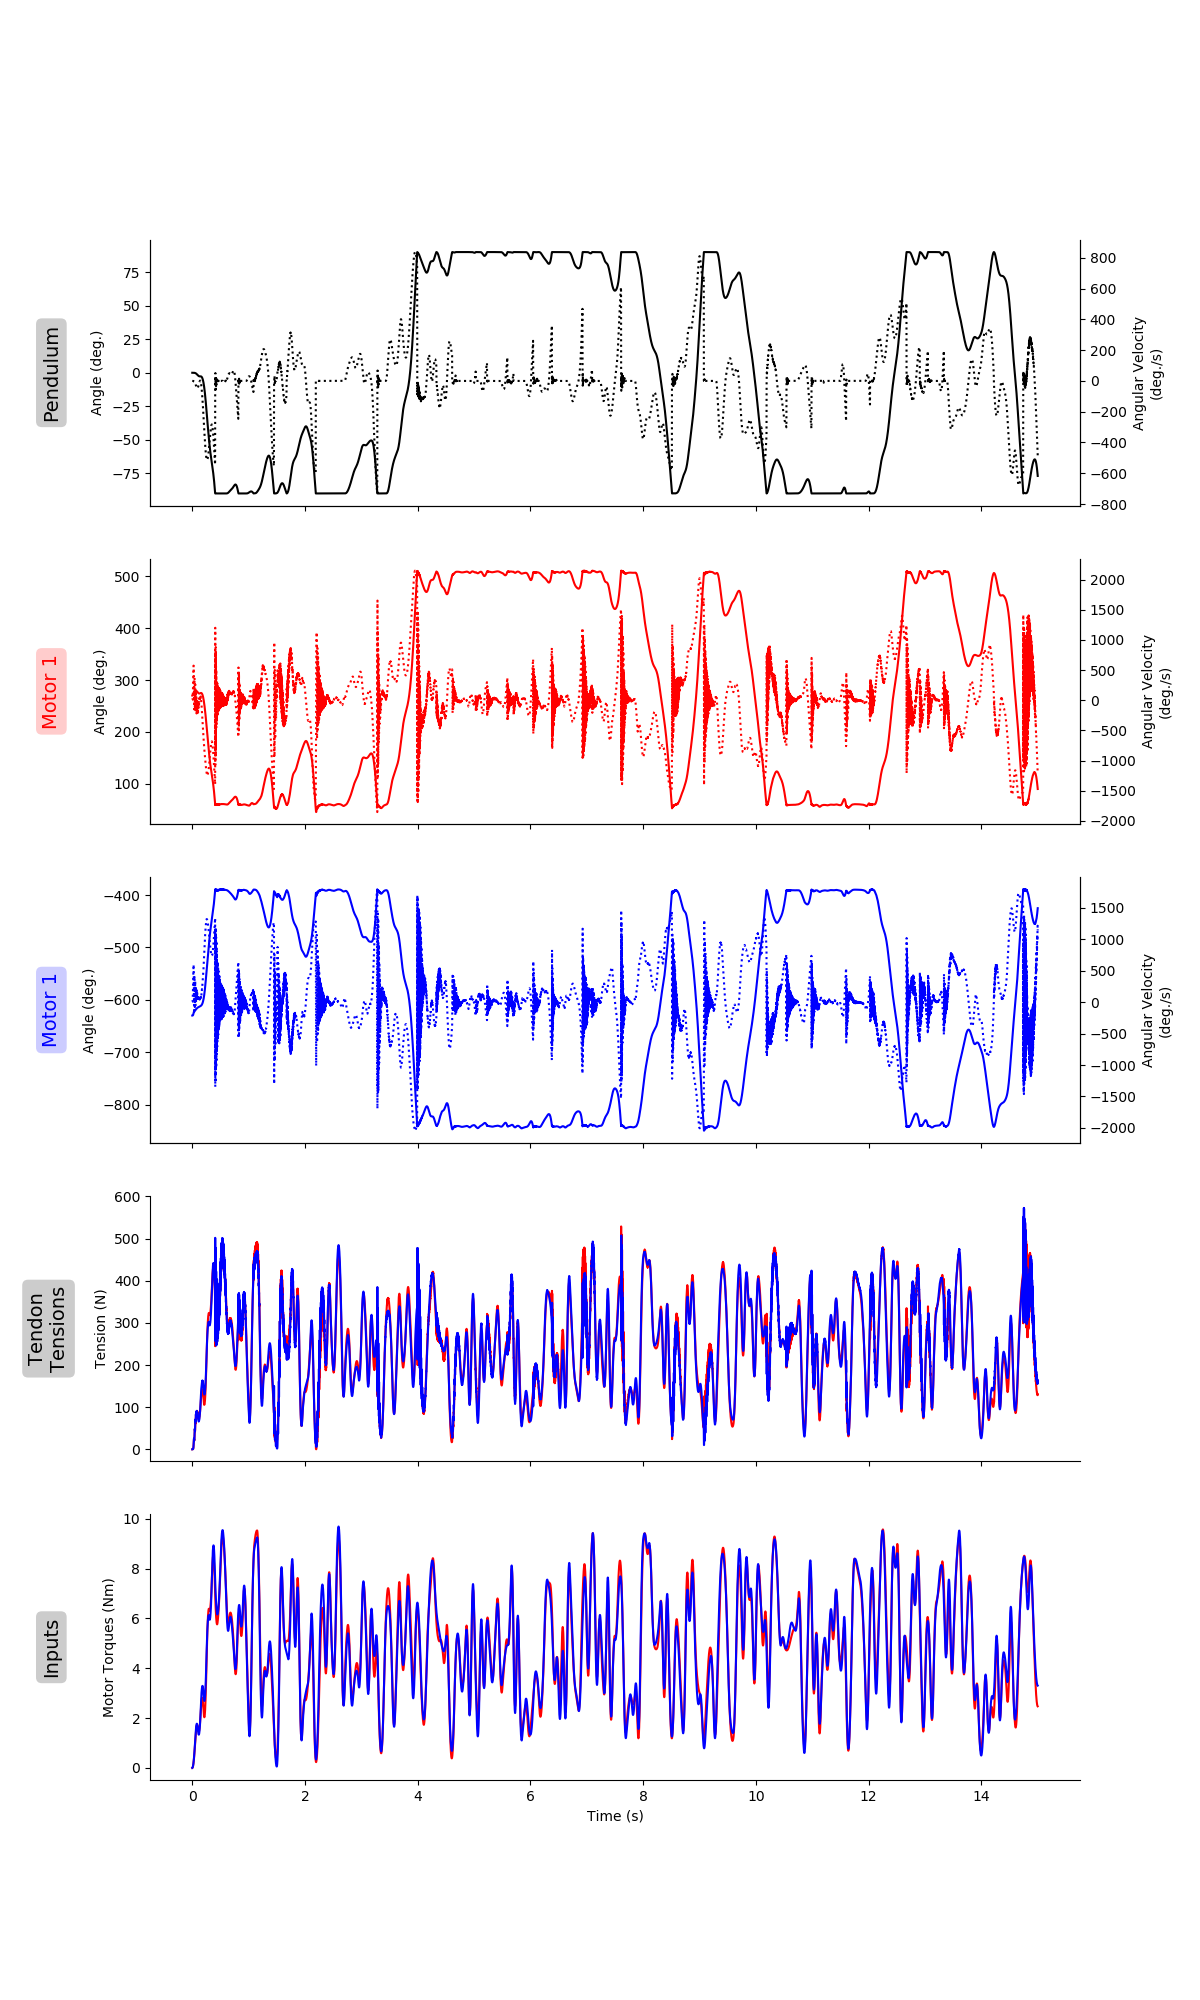 Pendulum
Angle (deg.)
75
50
25
0
−25
−50
−75
800
600
400
200
0
−200
−400
−600
−800
Angular Velocity
(deg./s)
Motor 1
Angle (deg.)
500
400
300
200
100
2000
1500
1000
500
0
−500
−1000
−1500
−2000
Angular Velocity
(deg./s)
Motor 1
Angle (deg.)
−400
−500
−600
−700
−800
1500
1000
500
0
−500
−1000
−1500
−2000
Angular Velocity
(deg./s)
Tendon
Tensions
Tension (N)
600
500
400
300
200
100
0
Inputs
Motor Torques (Nm)
10
8
6
4
2
0
0 2 4 6 8 10 12 14
Time (s)